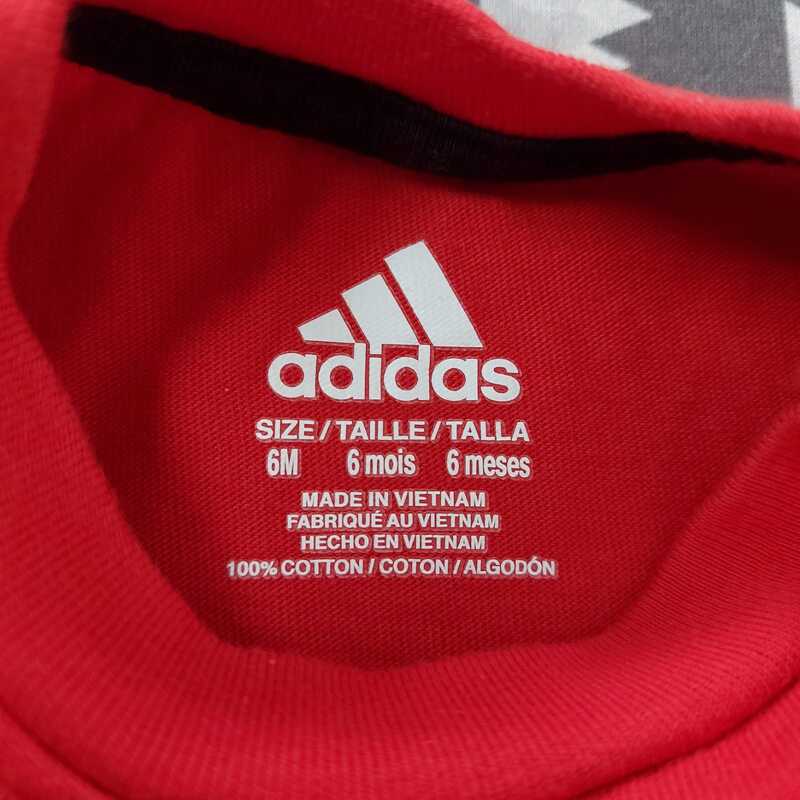 adidas
SIZE / TAILLE / TALLA
6M 6 mois 6 meses
MADE IN VIETNAM
FABRIQUÉ AU VIETNAM
HECHO EN VIETNAM
100% COTTON / COTON / ALGODÓN